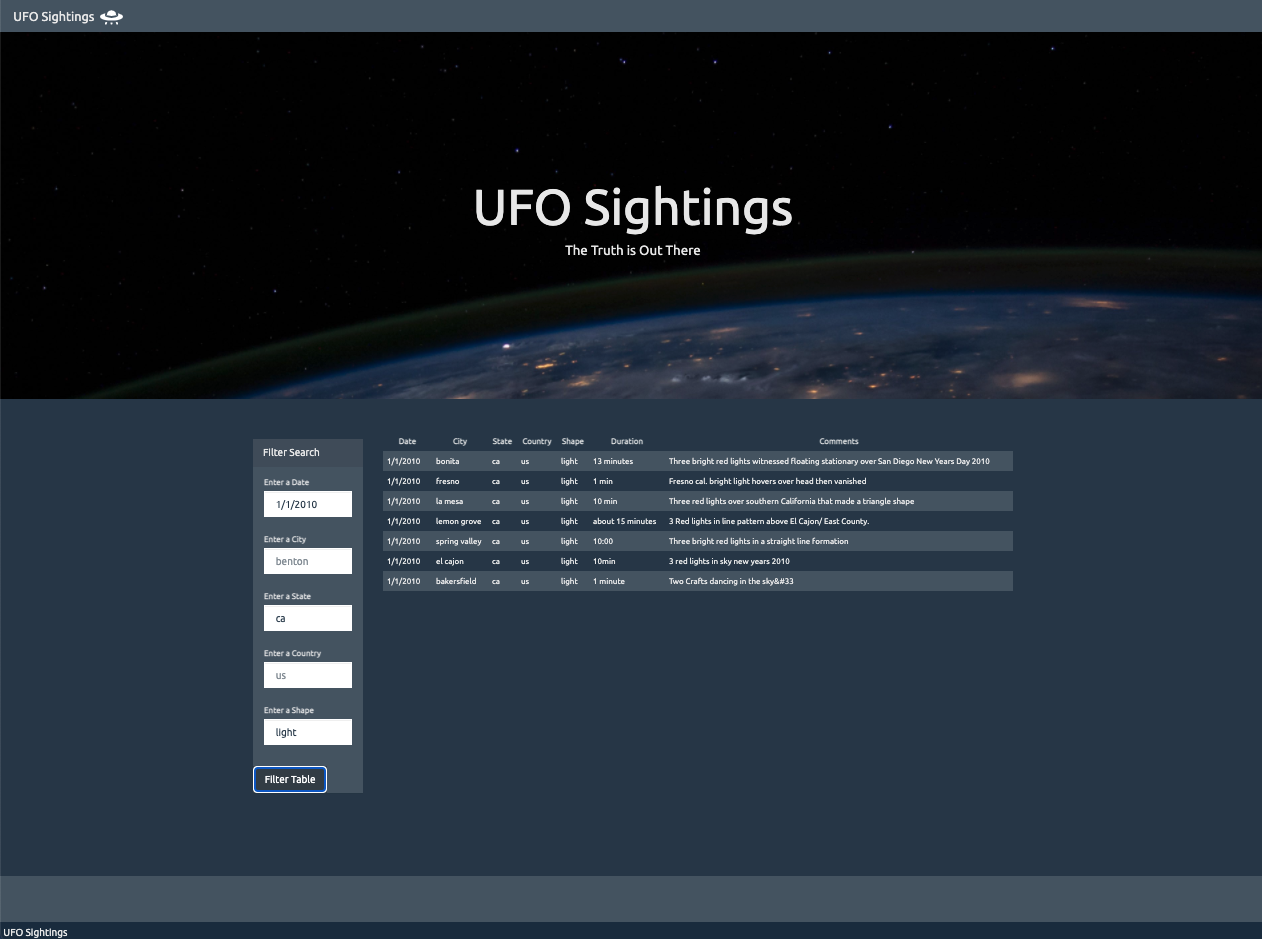 UFO Sightings
UFO Sightings
The Truth is Out There
Filter Search
Enter a Date
1/1/2010
Enter a City
benton
Enter a State
ca
Enter a Country
us
Enter a Shape
light
Filter Table
Date City State Country Shape Duration Comments
1/1/2010 bonita ca us light 13 minutes Three bright red lights witnessed floating stationary over San Diego New Years Day 2010
1/1/2010 fresno ca us light 1 min Fresno cal. bright light hovers over head then vanished
1/1/2010 la mesa ca us light 10 min Three red lights over southern California that made a triangle shape
1/1/2010 lemon grove ca us light about 15 minutes 3 Red lights in line pattern above El Cajon/ East County.
1/1/2010 spring valley ca us light 10:00 Three bright red lights in a straight line formation
1/1/2010 el cajon ca us light 10min 3 red lights in sky new years 2010
1/1/2010 bakersfield ca us light 1 minute Two Crafts dancing in the sky&#33
UFO Sightings